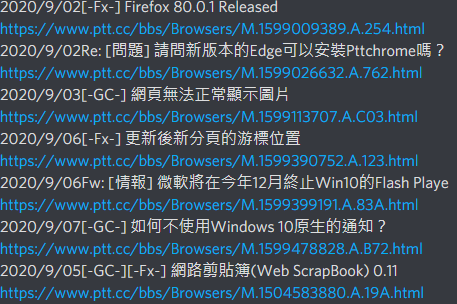 2020/9/02[-Fx-] Firefox 80.0.1 Released
https://www.ptt.cc/bbs/Browsers/M.1599009389.A.254.html
2020/9/02Re: [問題] 請問新版本的Edge可以安裝Pttchrome嗎？
https://www.ptt.cc/bbs/Browsers/M.1599026632.A.762.html
2020/9/03[-GC-] 網頁無法正常顯示圖片
https://www.ptt.cc/bbs/Browsers/M.1599113707.A.C03.html
2020/9/06[-Fx-] 更新後新分頁的游標位置
https://www.ptt.cc/bbs/Browsers/M.1599390752.A.123.html
2020/9/06Fw: [情報] 微軟將在今年12月終止Win10的Flash Playe
https://www.ptt.cc/bbs/Browsers/M.1599399191.A.83A.html
2020/9/07[-GC-] 如何不使用Windows 10原生的通知？
https://www.ptt.cc/bbs/Browsers/M.1599478828.A.B72.html
2020/9/05[-GC-][-Fx-] 網路剪貼簿(Web ScrapBook) 0.11
https://www.ptt.cc/bbs/Browsers/M.1504583880.A.19A.html